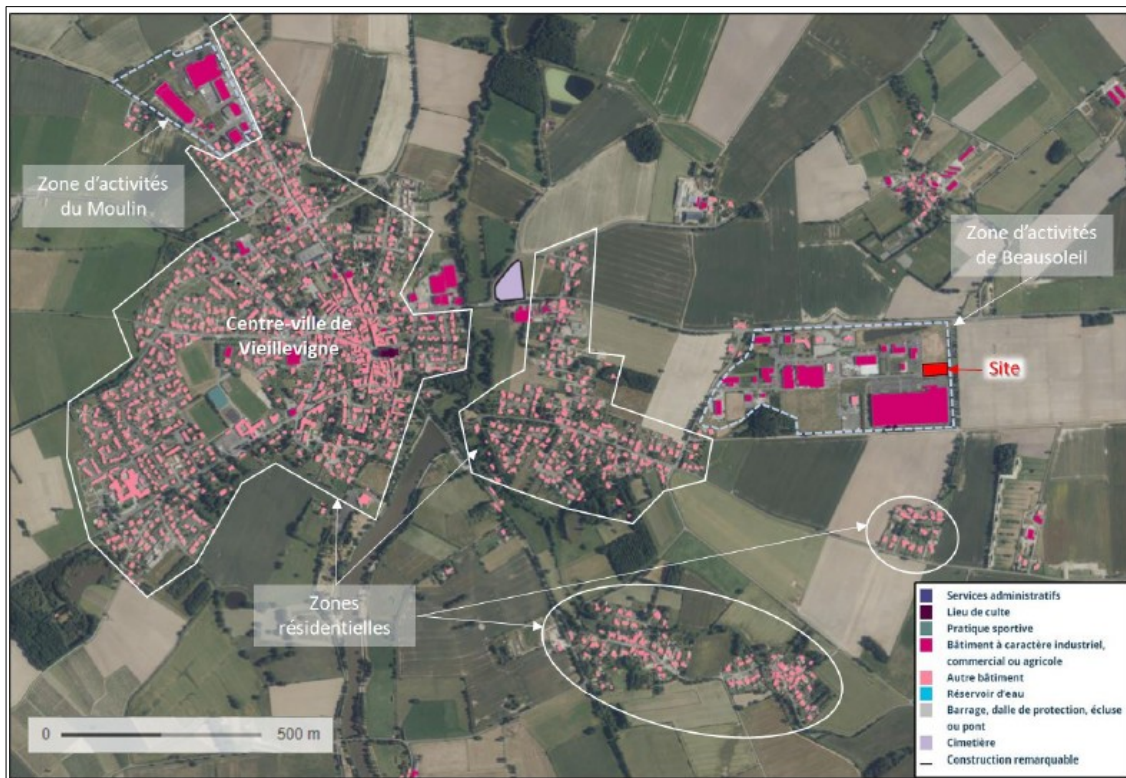 Zone d'activités
du Moulin
Zone d'activités
de Beausoleil
Centre-ville de
Vieillevigne
Site
Zones
résidentielles
0
500 m
Services administratifs
Lieu de culte
Pratique sportive
Bâtiment à caractère industriel,
commercial ou agricole
Autre bâtiment
Réservoir d'eau
Barrage, dalle de protection, écluse
ou pont
Cimetière
Construction remarquable